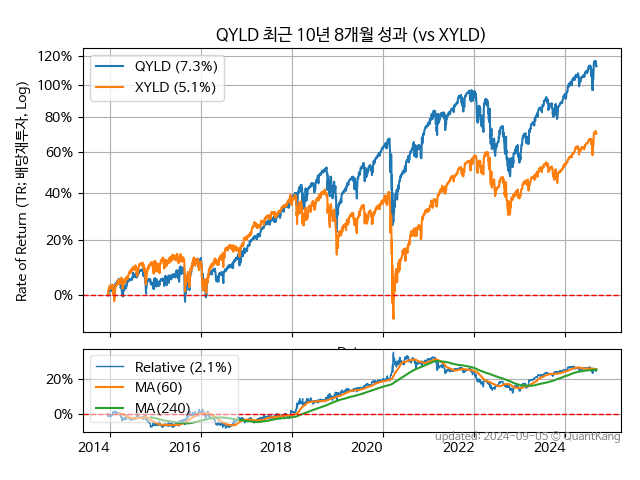 QYLD 최근 10년 8개월 성과 (vs XYLD)
Rate of Return (TR: 배당재투자, Log)
120%
100%
80%
60%
40%
20%
0%
QYLD (7.3%)
XYLD (5.1%)
20%
0%
Relative (2.1%)
MA(60)
MA(240)
2014 2016 2018 2020 2022 2024
updated: 2024-09-05 © QuantKang